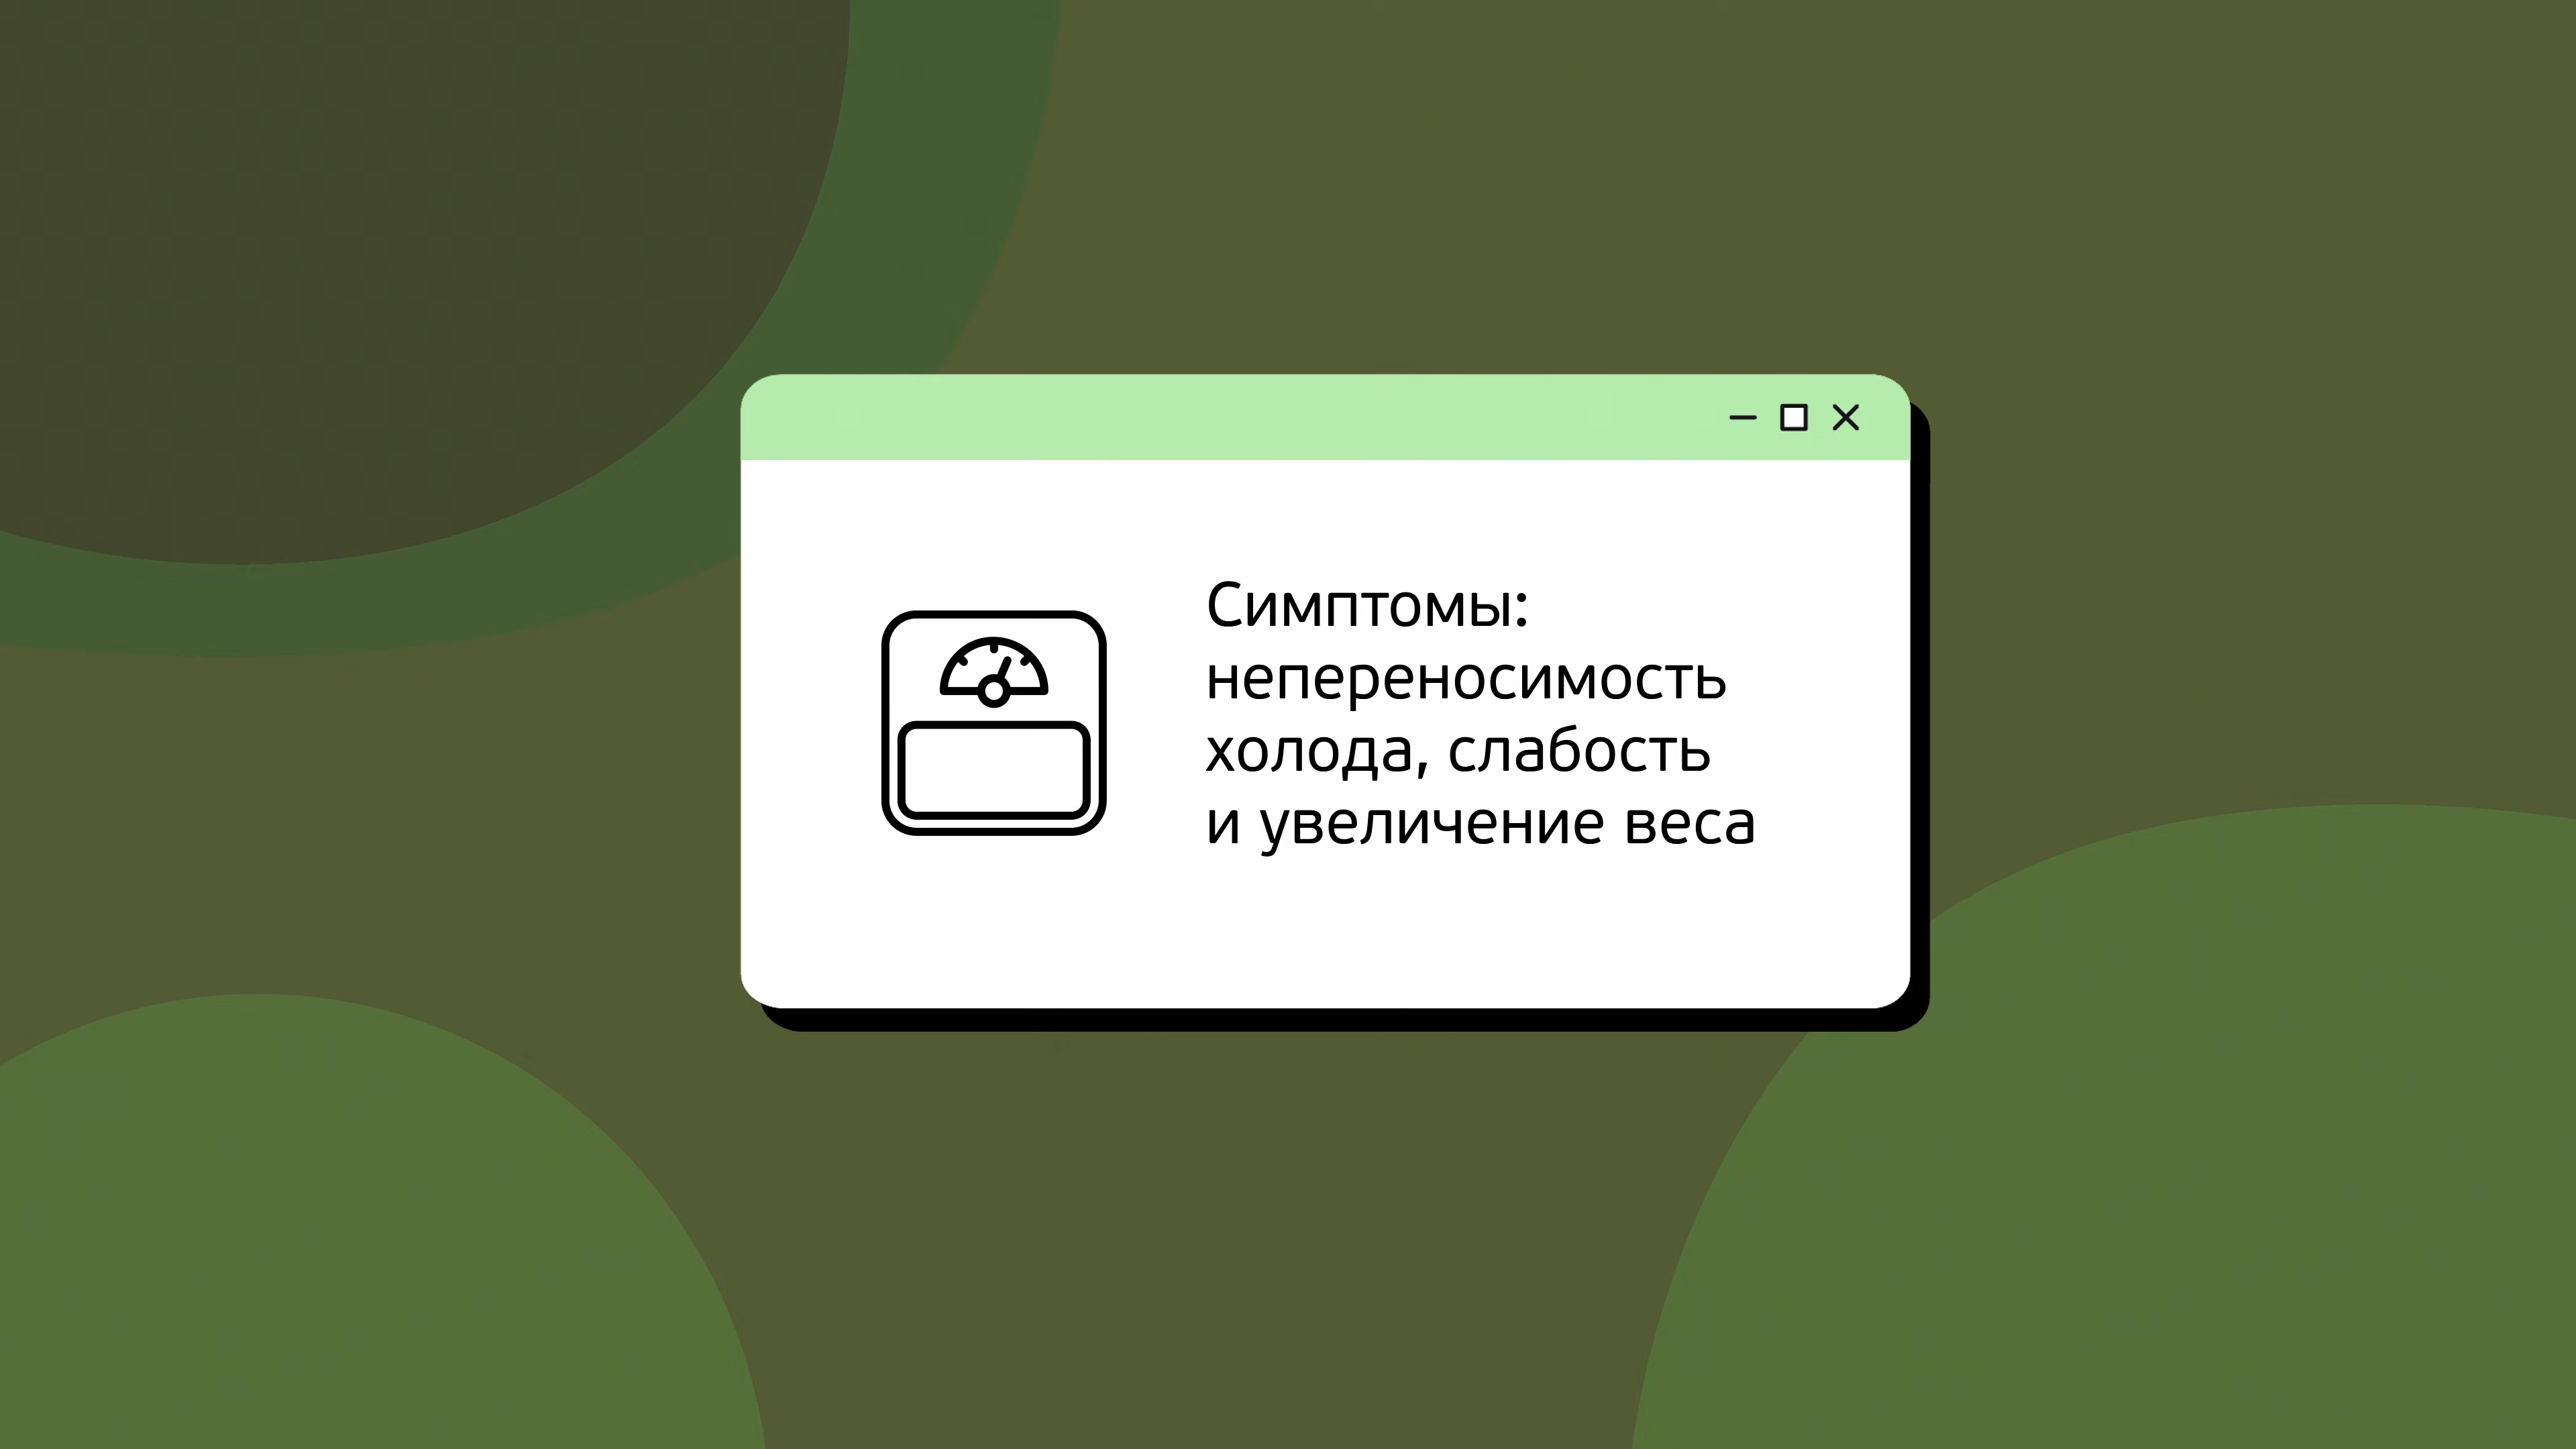 Симптомы:
непереносимость
холода, слабость
и увеличение веса